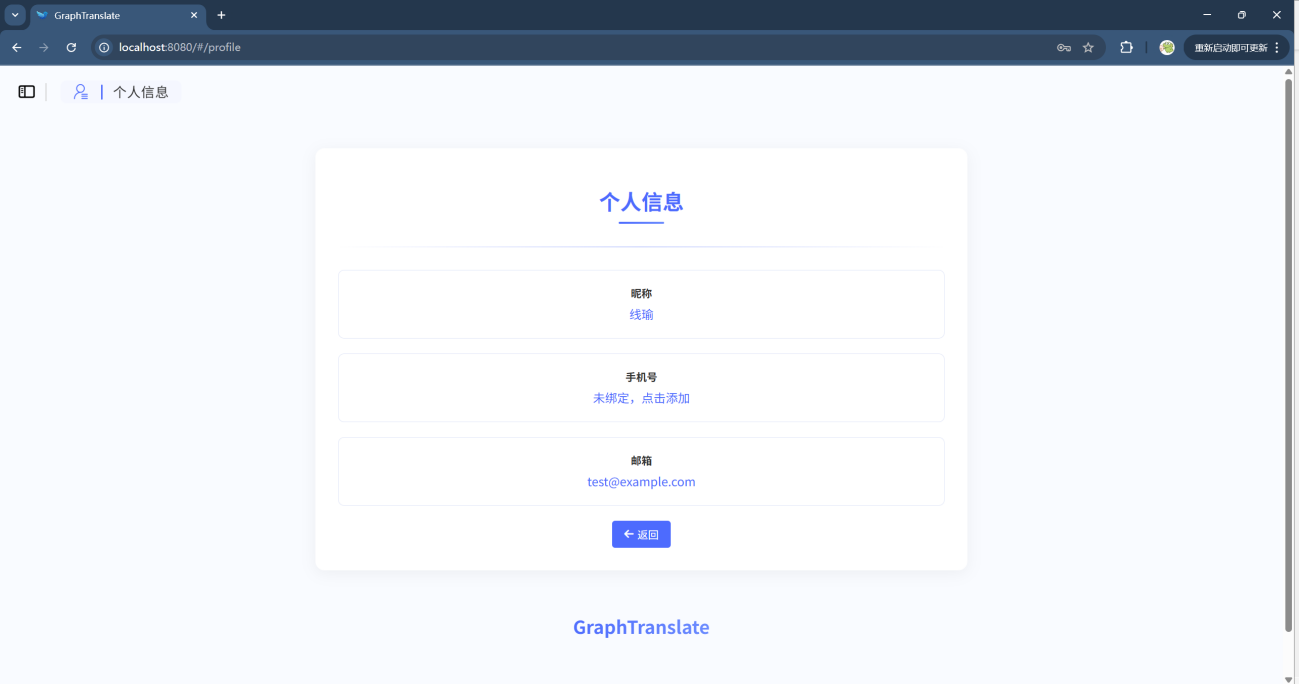 GraphTranslate
localhost:8080/#/profile
重新启动即可更新
个人信息
个人信息
昵称
线瑜
手机号
未绑定，点击添加
邮箱
test@example.com
返回
GraphTranslate